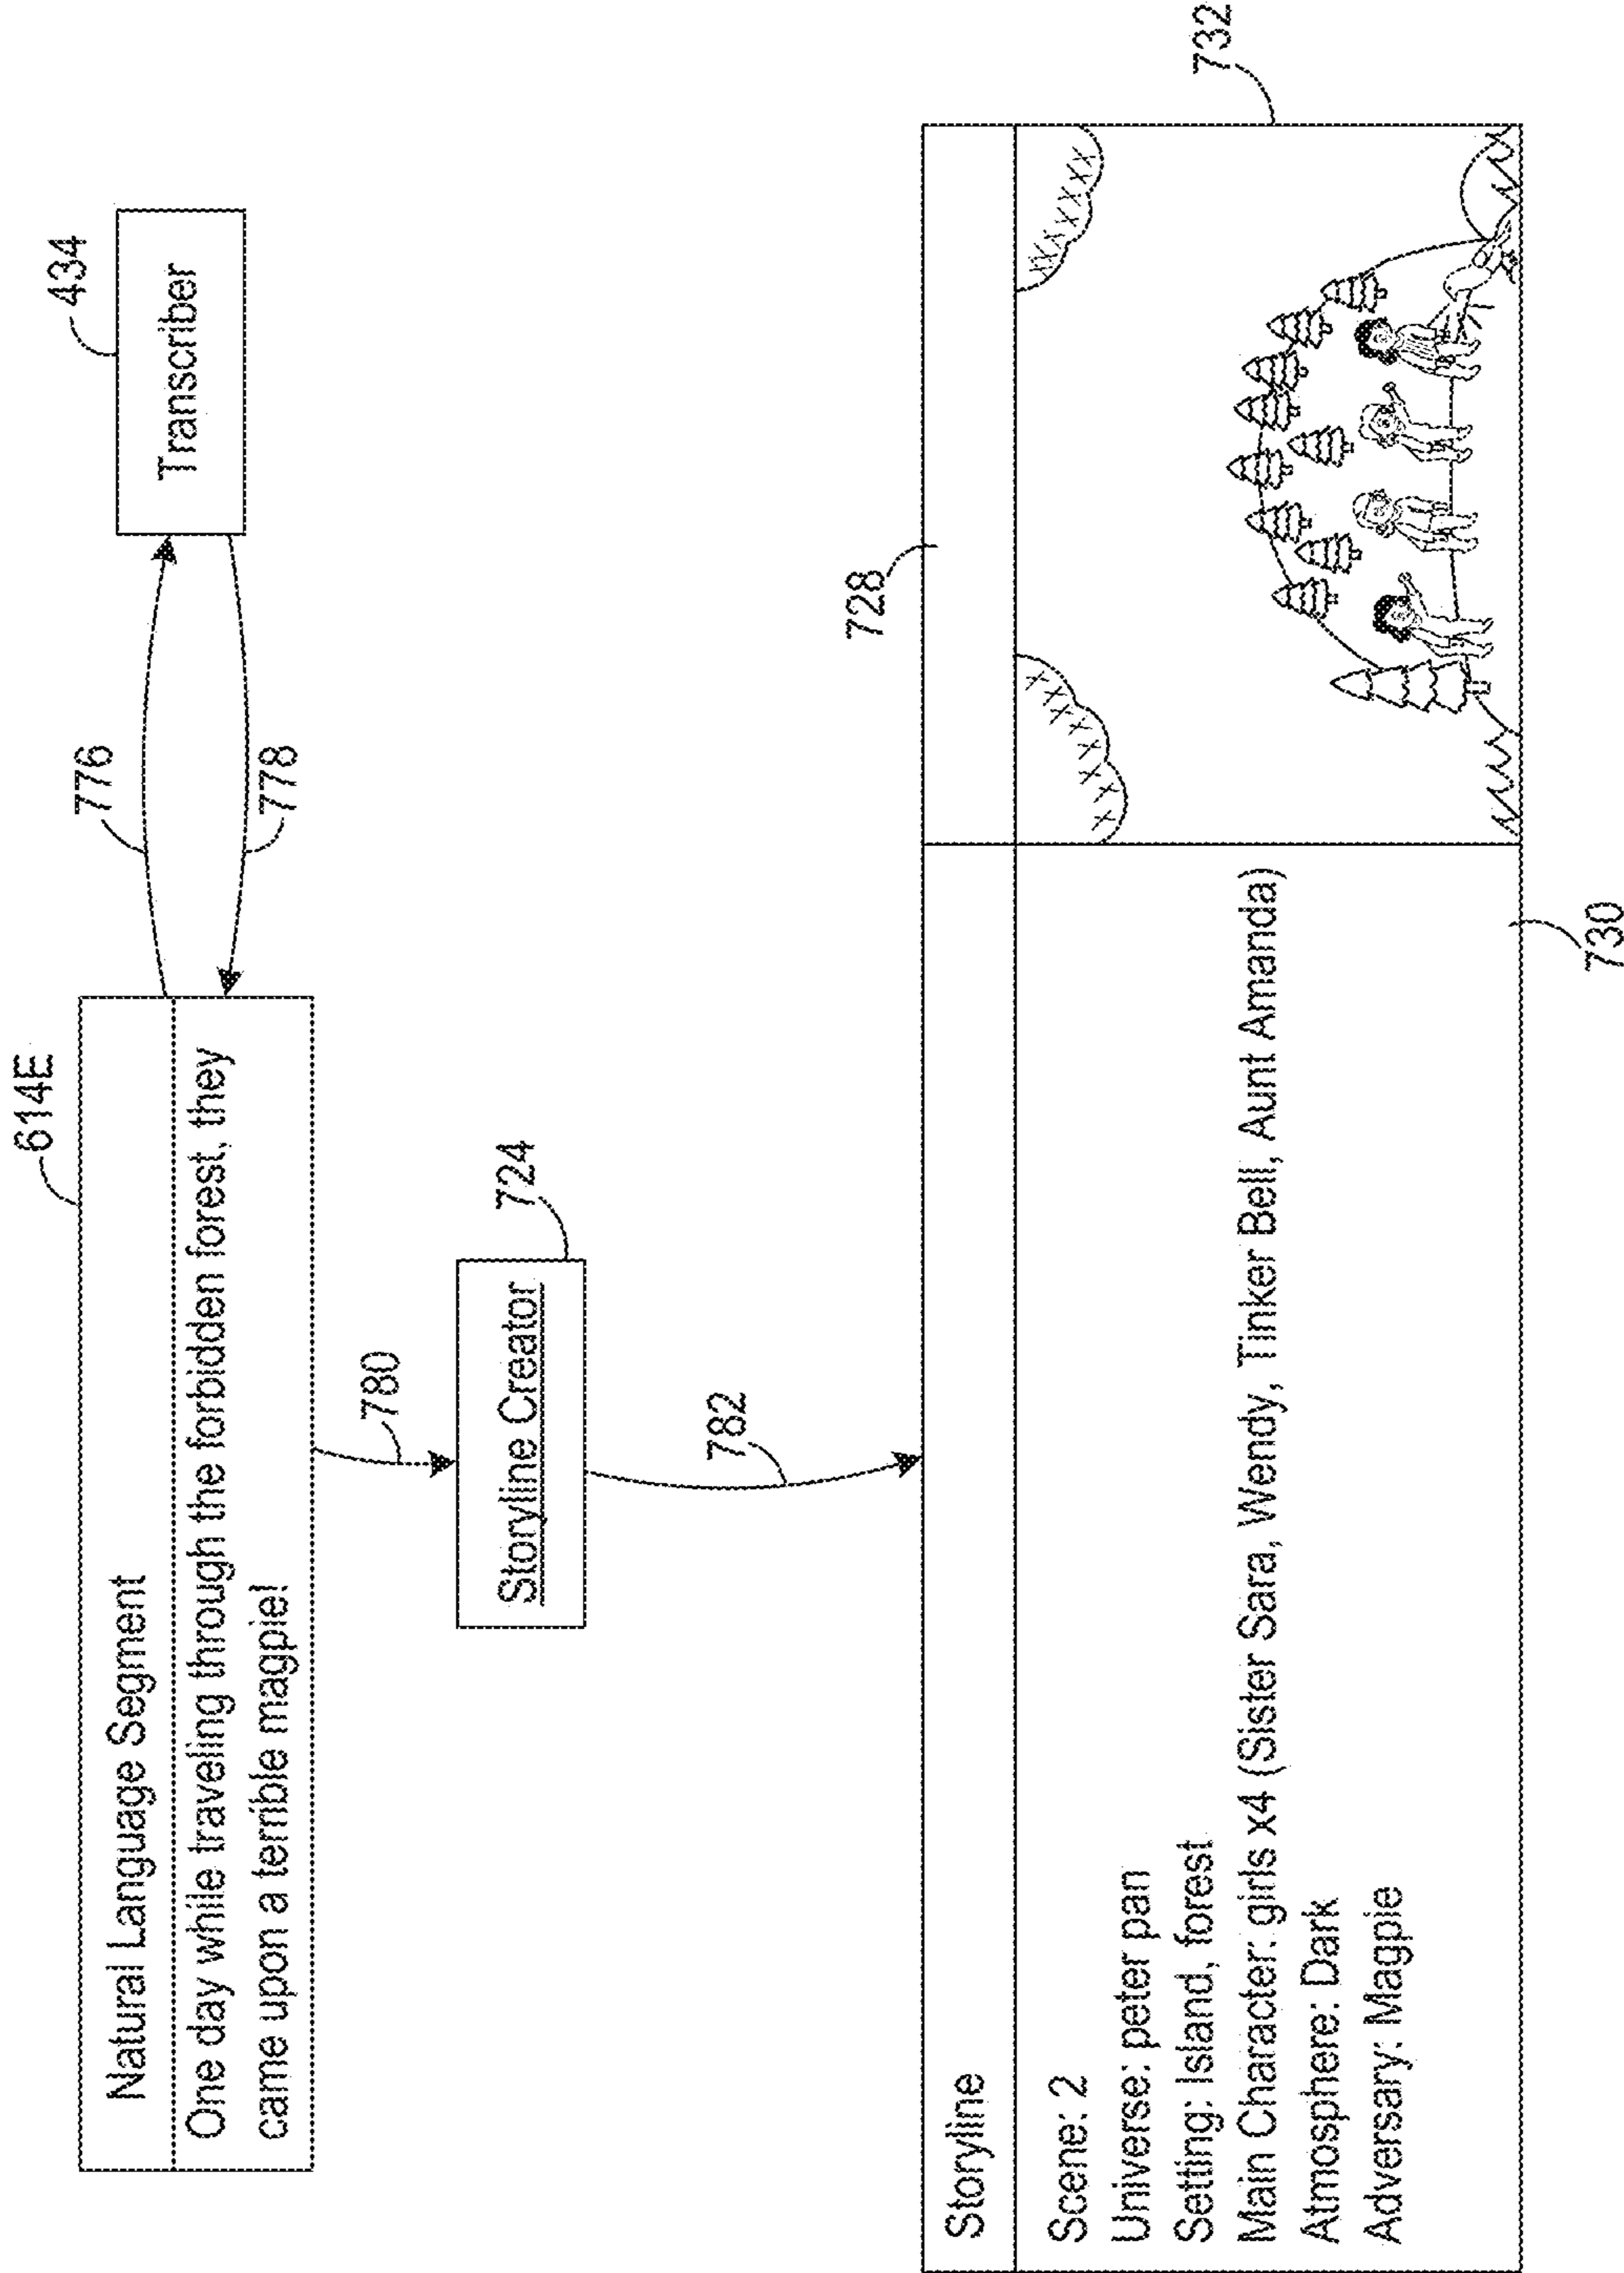 614E
Natural Language Segment
One day while traveling through the forbidden forest, they
came upon a terrible magpie!
776
778
434
Transcriber
780
Storyline Creator
724
782
728
Storyline
Scene: 2
Universe: peter pan
Setting: Island, forest
Main Character: girls x4 (Sister Sara, Wendy, Tinker Bell, Aunt Amanda)
Atmosphere: Dark
Adversary: Magpie
730
732